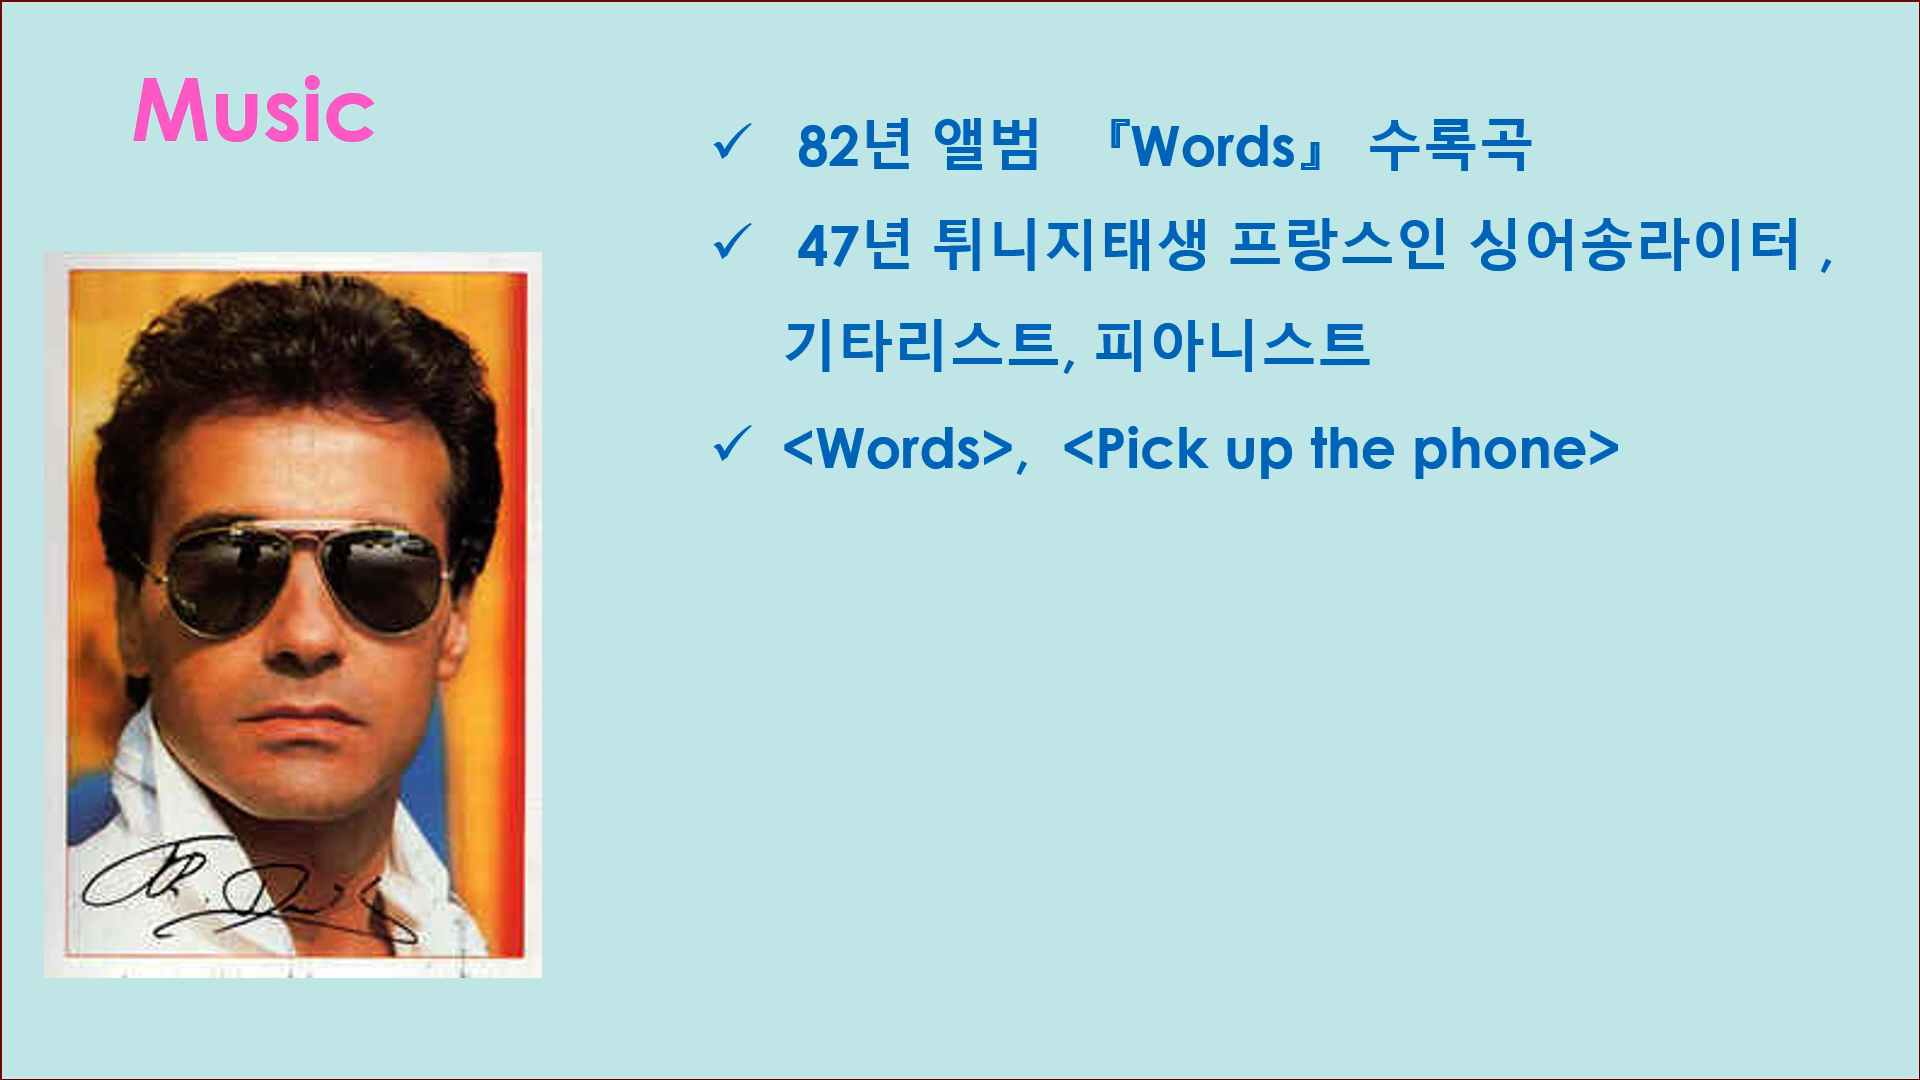 Music
✓ 82년 앨범 『Words』 수록곡
✓ 47년 튀니지태생 프랑스인 싱어송라이터 ,
기타리스트, 피아니스트
✓ <Words>, <Pick up the phone>